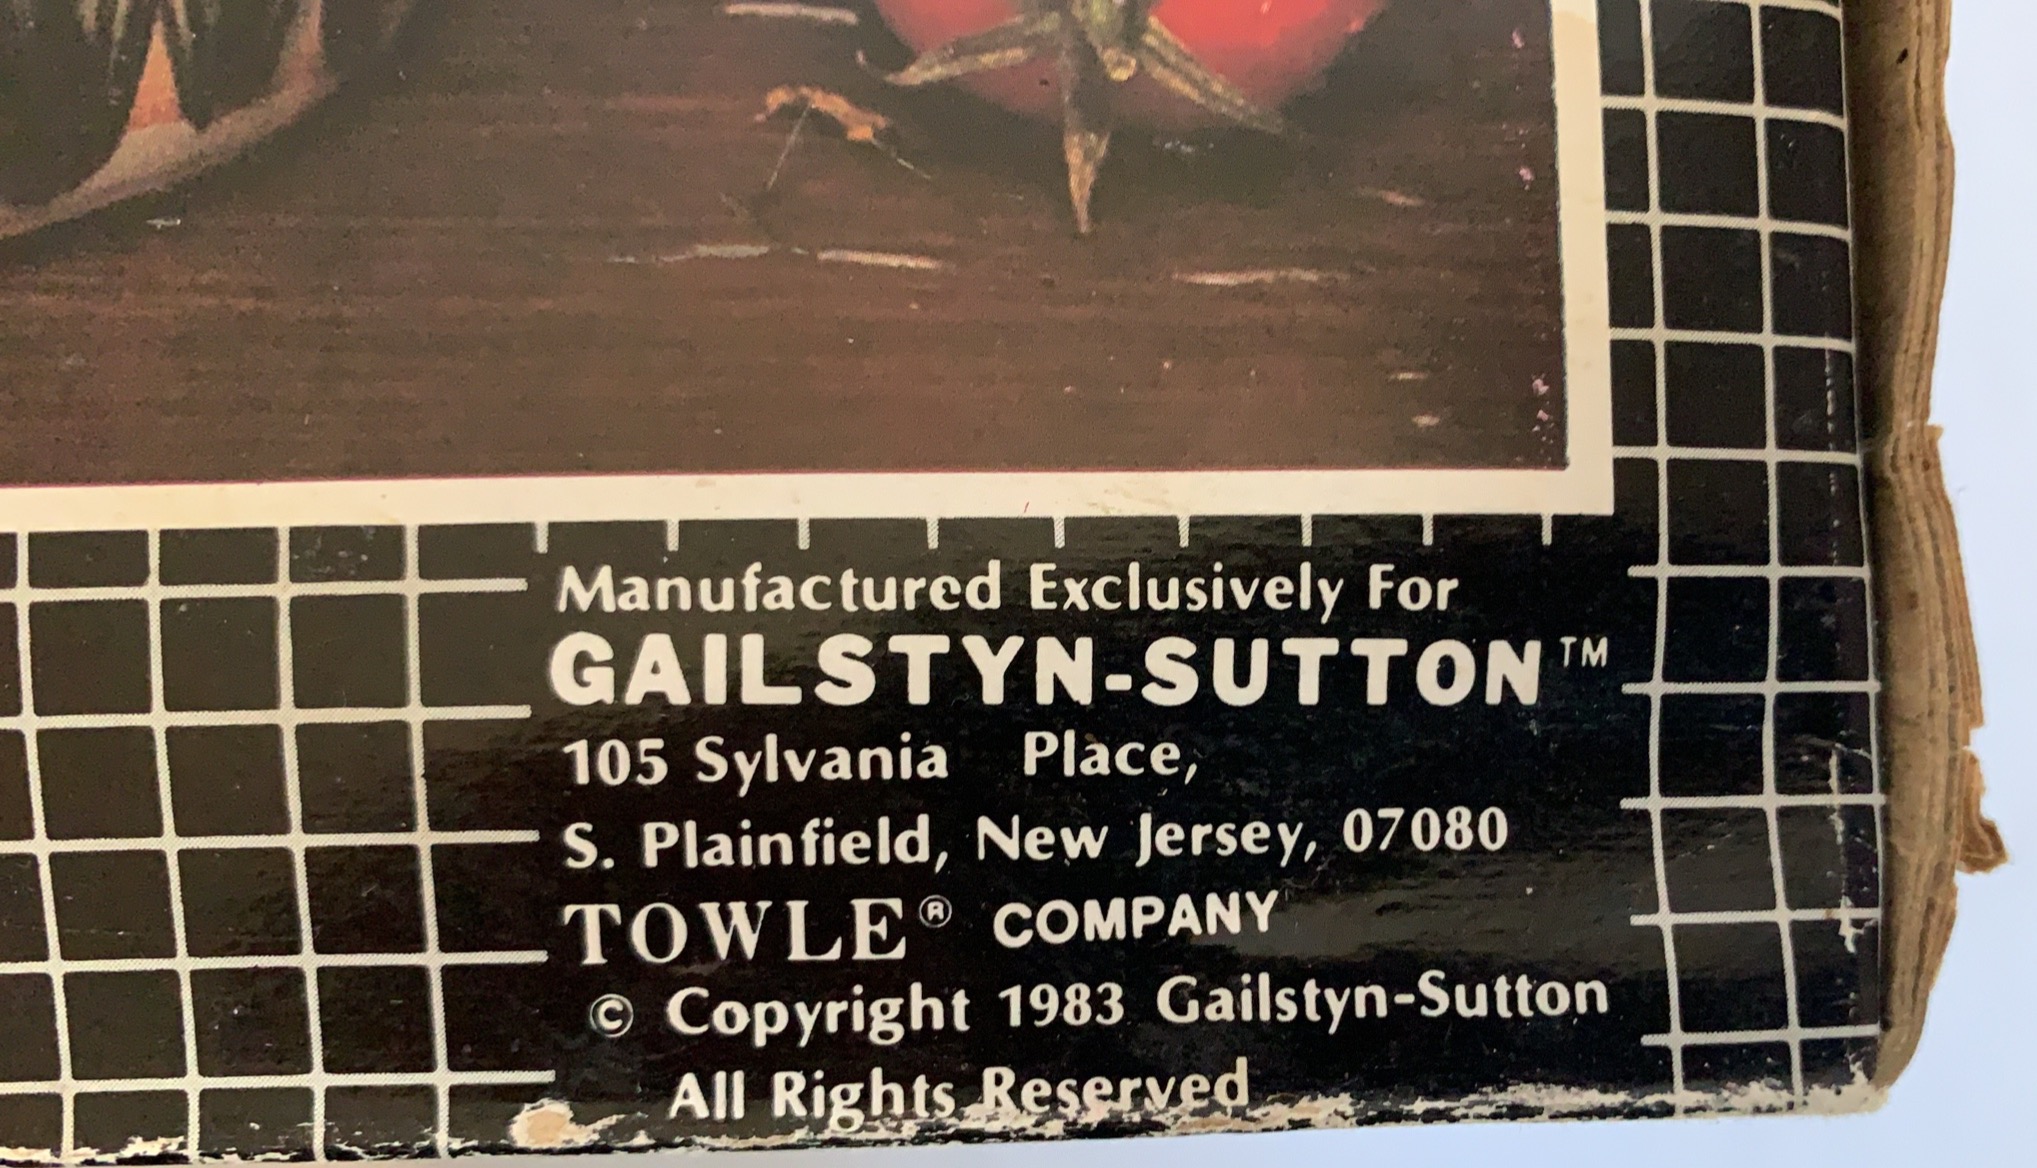 Manufactured Exclusively For
GAILSTYN-SUTTON™
105 Sylvania Place,
S. Plainfield, New Jersey, 07080
TOWLE® COMPANY
© Copyright 1983 Gailstyn-Sutton
All Rights Reserved